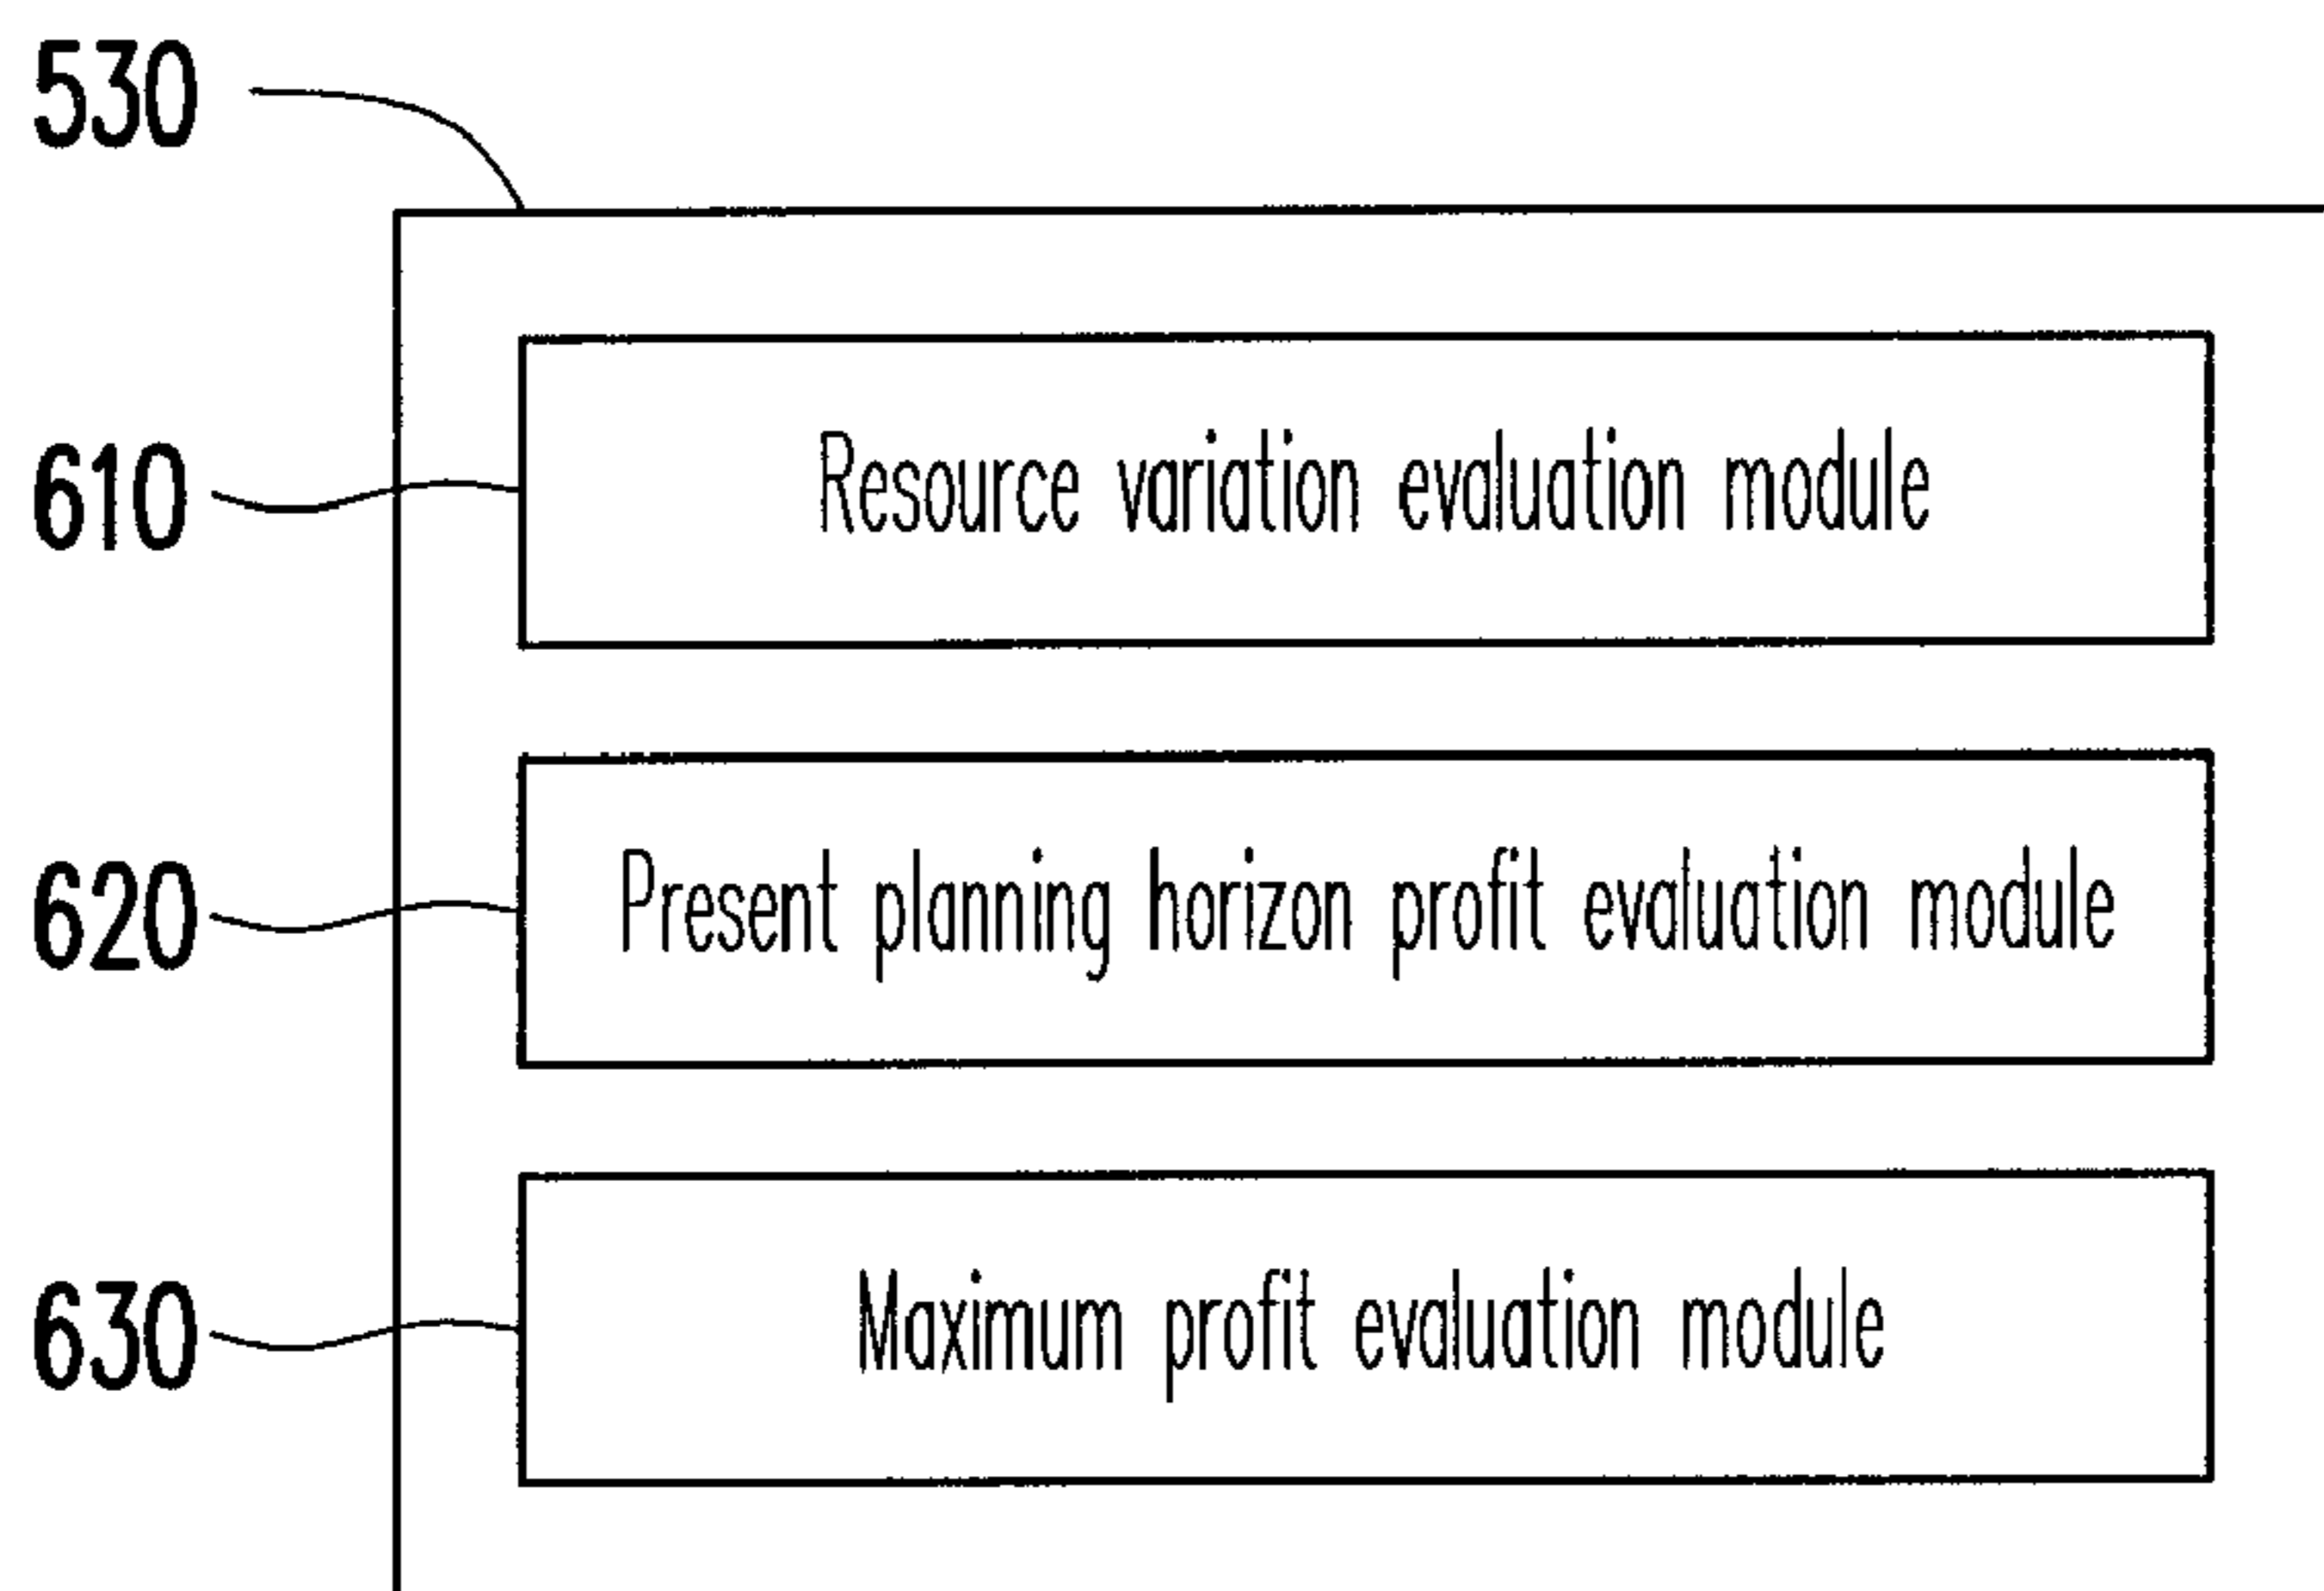 530
610
Resource variation evaluation module
620
Present planning horizon profit evaluation module
630
Maximum profit evaluation module